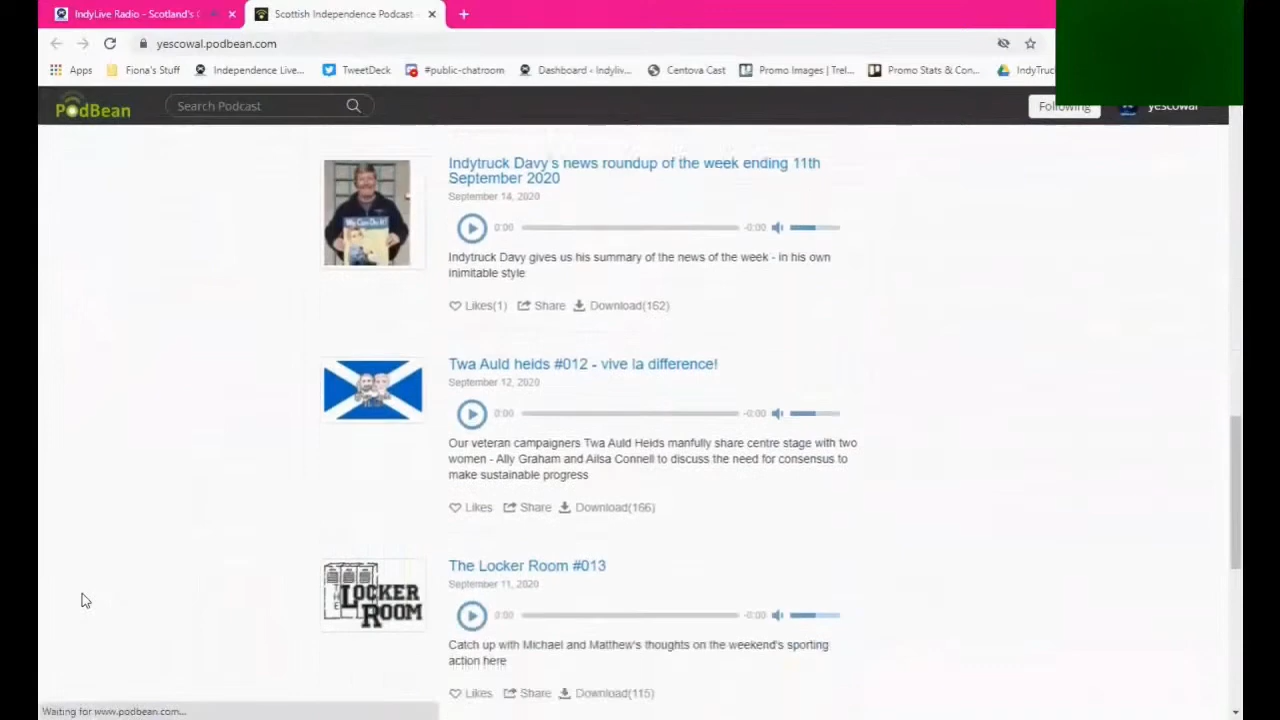 IndyLive Radio - Scotland's
Scottish Independence Podcast
yescowal.podbean.com
Apps
Fiona's Stuff
Independence Live...
TweetDeck
#public-chatroom
Dashboard ‹ Indyliv...
Centova Cast
Promo Images | Trel...
Promo Stats & Con...
IndyTruc
PodBean
Search Podcast
Following
yescowal
Indytruck Davy's news roundup of the week ending 11th
September 2020
September 14, 2020
0:00 -0:00
Indytruck Davy gives us his summary of the news of the week - in his own
inimitable style
Likes(1) Share Download(162)
Twa Auld heids #012 - vive la difference!
September 12, 2020
0:00 -0:00
Our veteran campaigners Twa Auld Heids manfully share centre stage with two
women - Ally Graham and Ailsa Connell to discuss the need for consensus to
make sustainable progress
Likes Share Download(166)
The Locker Room #013
September 11, 2020
0:00 -0:00
THE
LOCKER
ROOM
Catch up with Michael and Matthew's thoughts on the weekend's sporting
action here
Likes Share Download(115)
Waiting for www.podbean.com...